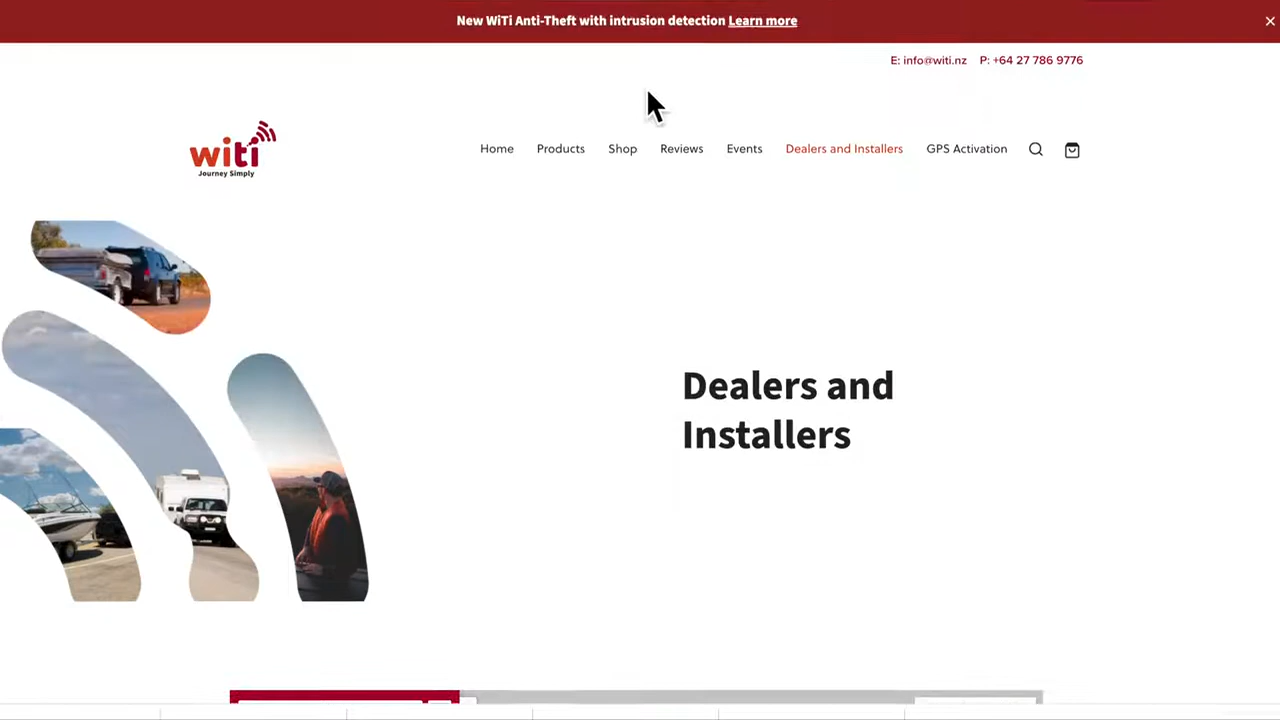 New WiTi Anti-Theft with intrusion detection Learn more
E: info@witi.nz P: +64 27 786 9776
witi
Journey Simply
Home Products Shop Reviews Events Dealers and Installers GPS Activation
Dealers and
Installers